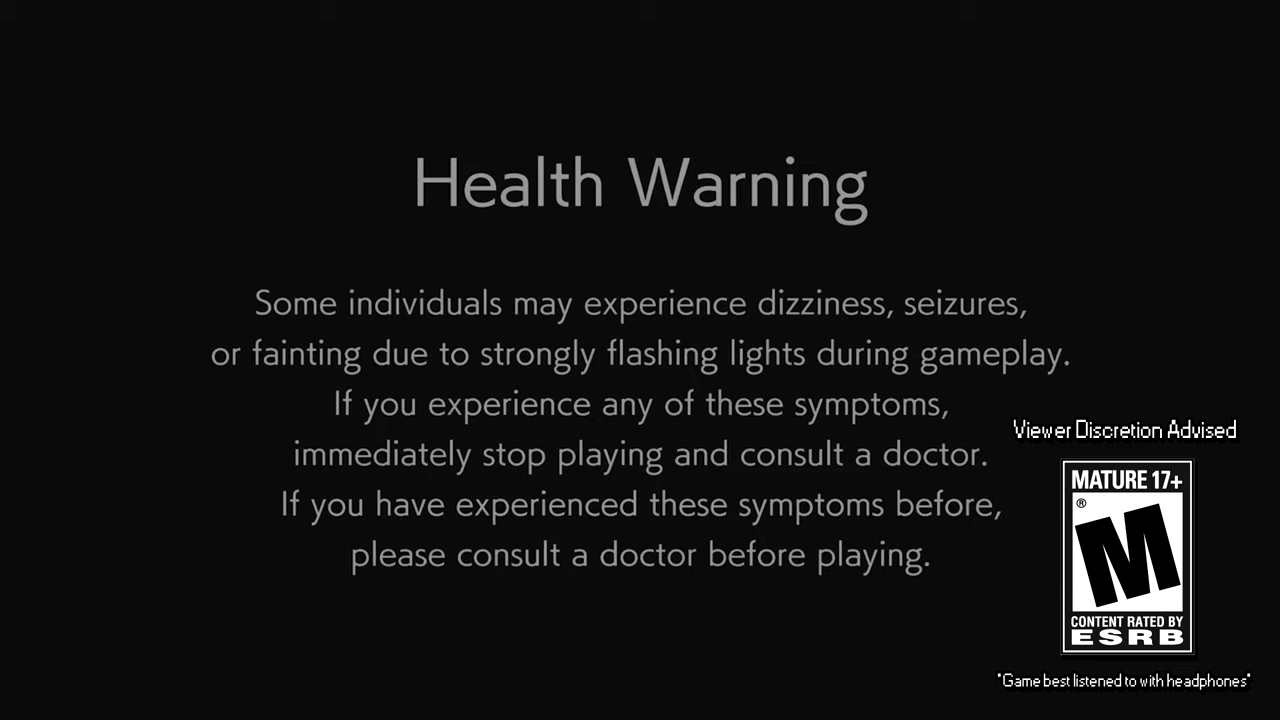 Health Warning
Some individuals may experience dizziness, seizures,
or fainting due to strongly flashing lights during gameplay.
If you experience any of these symptoms,
immediately stop playing and consult a doctor.
If you have experienced these symptoms before,
please consult a doctor before playing.
Viewer Discretion Advised
MATURE 17+
®
M
CONTENT RATED BY
ESRB
"Game best listened to with headphones"